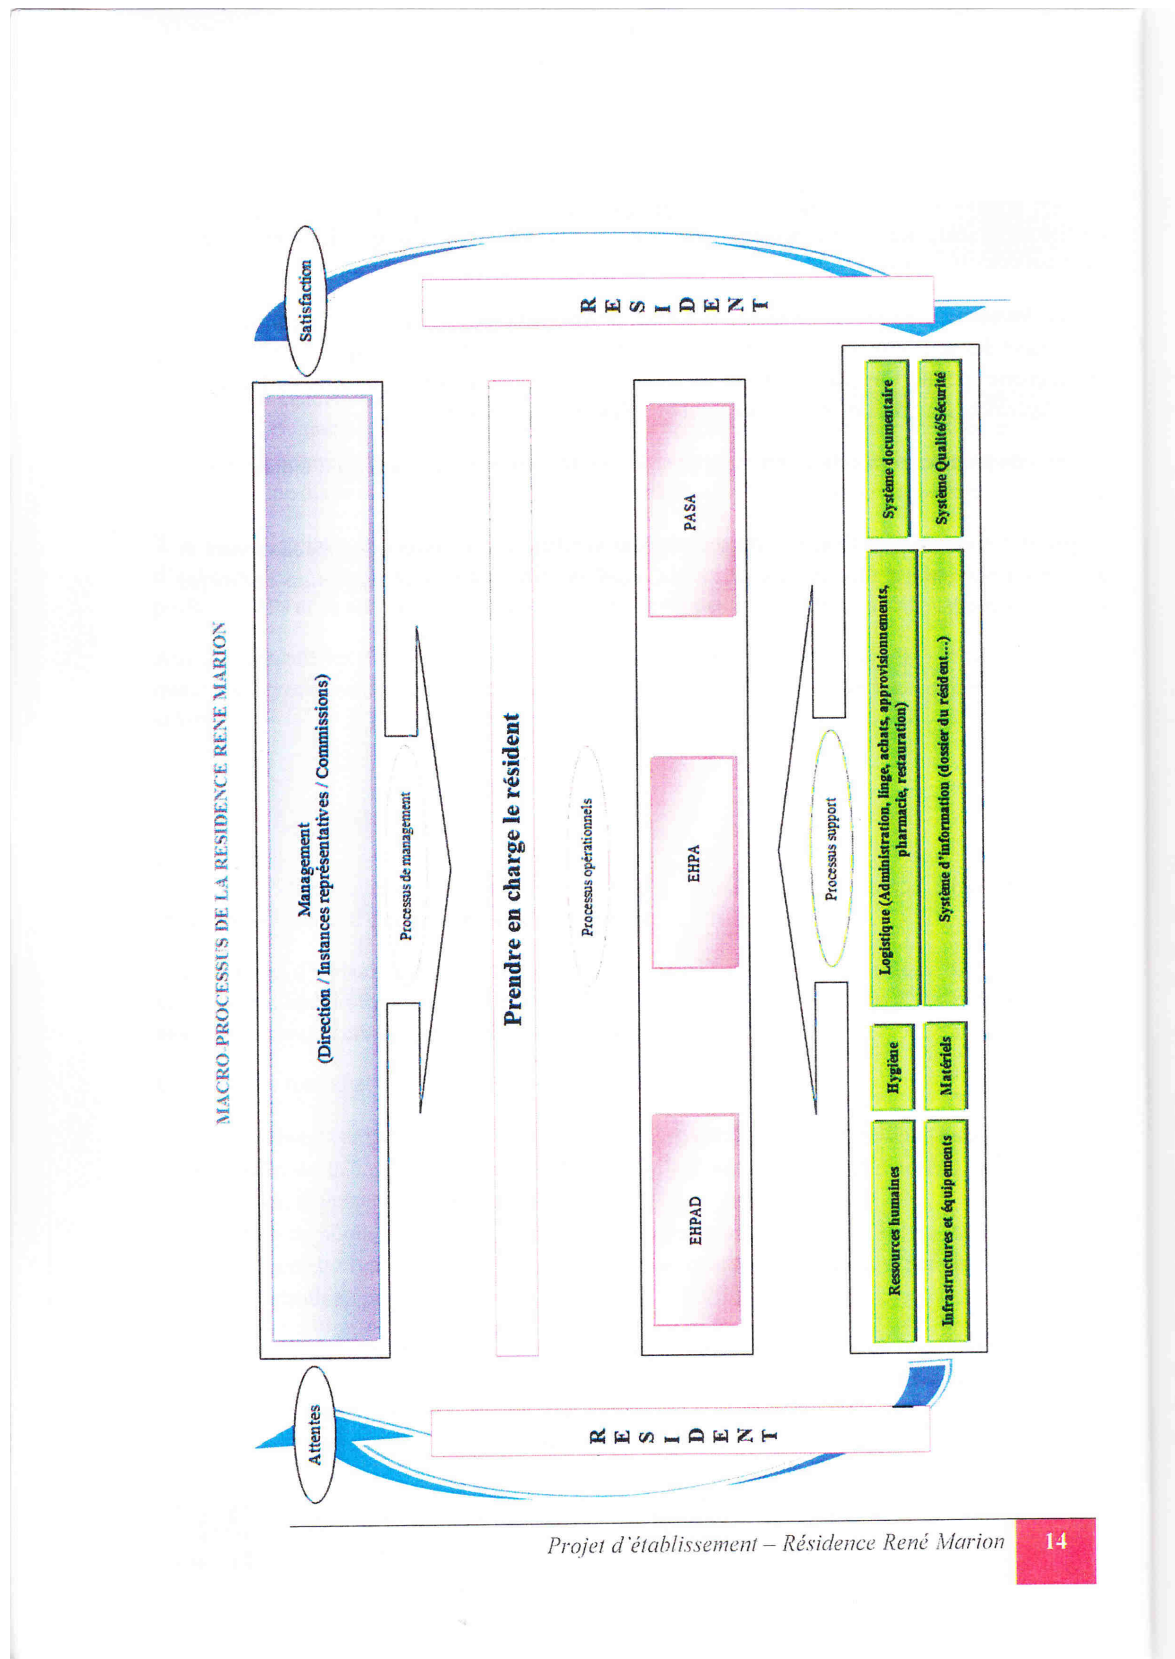 MACRO-PROCESSUS DE LA RESIDENCE RENE MARION
Attentes
Satisfaction
Management
(Direction / Instances représentatives / Commissions)
Processus de management
Prendre en charge le résident
Processus opérationnels
RESIDENT
RESIDENT
EHPAD
EHPA
PASA
Processus support
Ressources humaines
Hygiène
Logistique (Administration, linge, achats, approvisionnements,
pharmacie, restauration)
Système documentaire
Infrastructures et équipements
Matériels
Système d'information (dossier du résident...)
Système Qualité/Sécurité
Projet d'établissement – Résidence René Marion
14